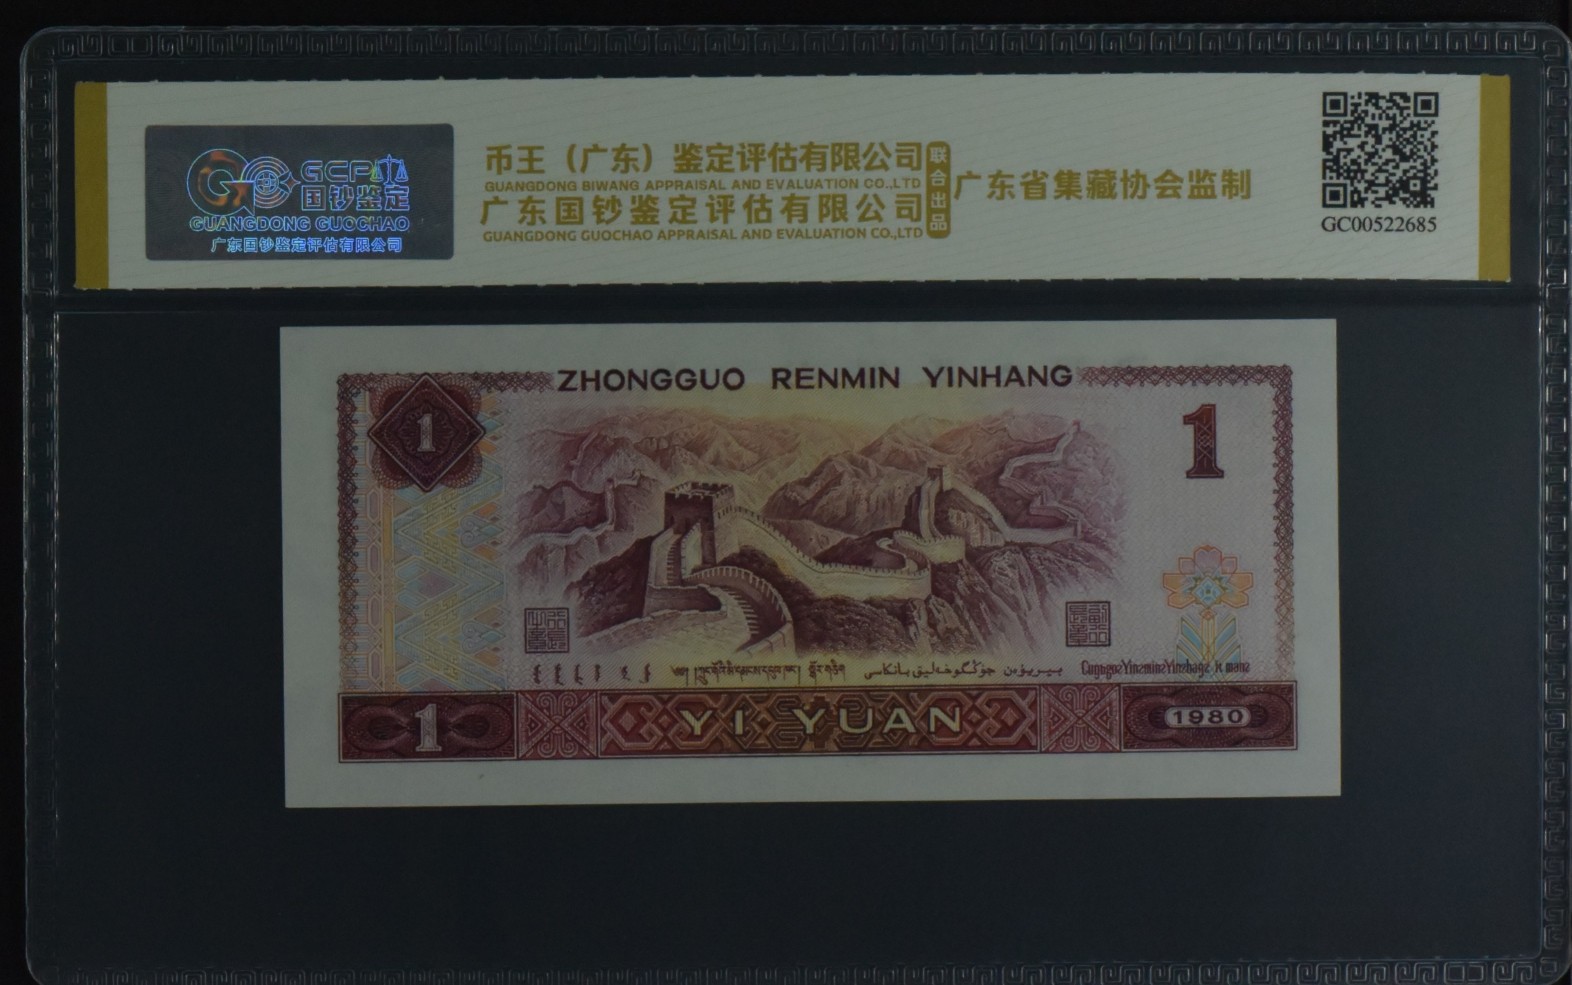 GCP
国钞鉴定
GUANGDONG GUOCHAO
广东国钞鉴定评估有限公司
币王（广东）鉴定评估有限公司
GUANGDONG BIWANG APPRAISAL AND EVALUATION CO.,LTD
广东国钞鉴定评估有限公司
GUANGDONG GUOCHAO APPRAISAL AND EVALUATION CO.,LTD
联合出品
广东省集藏协会监制
GC00522685
ZHONGGUO RENMIN YINHANG
1
1
1
YI YUAN
1980